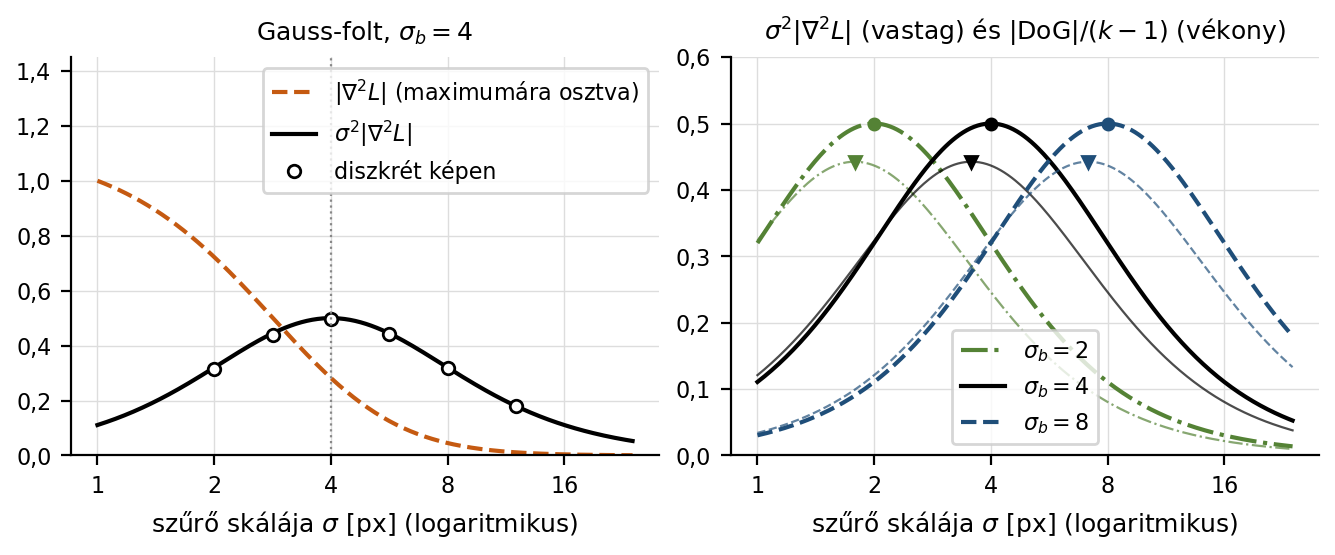 Gauss-folt, σ_b = 4
1,4
1,2
1,0
0,8
0,6
0,4
0,2
0,0
|∇²L| (maximumára osztva)
σ²|∇²L|
diszkrét képen
1
2
4
8
16
szűrő skálája σ [px] (logaritmikus)
σ²|∇²L| (vastag) és |DoG|/(k − 1) (vékony)
0,6
0,5
0,4
0,3
0,2
0,1
0,0
σ_b = 2
σ_b = 4
σ_b = 8
1
2
4
8
16
szűrő skálája σ [px] (logaritmikus)